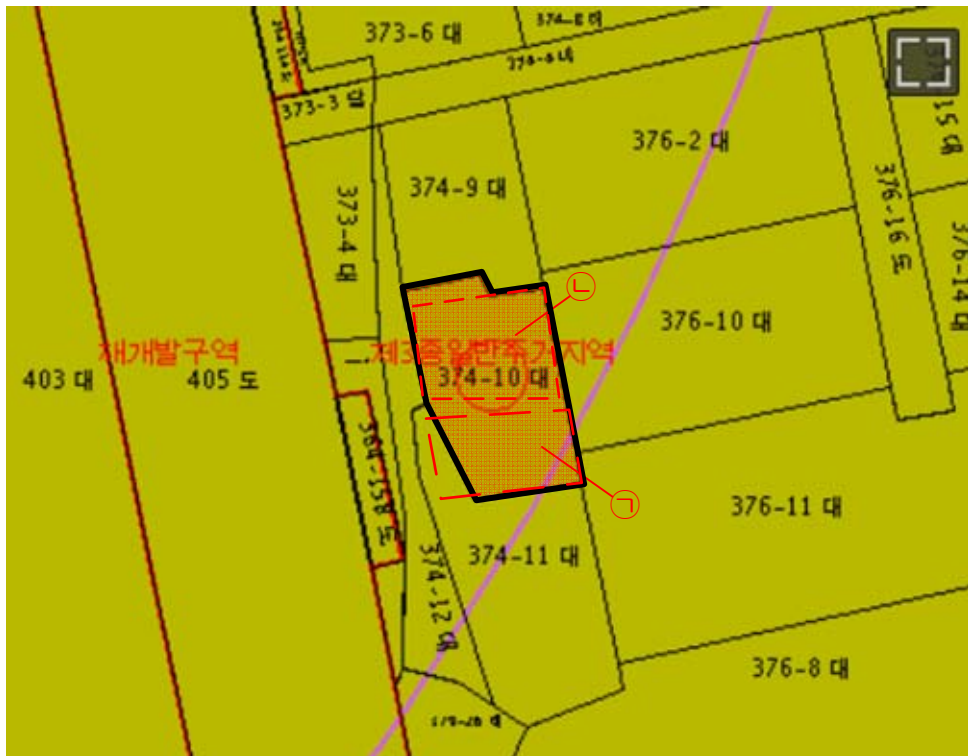 373-6 대
373-3 대
376-2 대
15 대
374-9 대
373-4 대
376-16 도
376-14 대
㉡
376-10 대
재개발구역
제3종일반주거지역
403 대
405 도
374-10 대
364-158 도
㉠
376-11 대
374-11 대
374-12 대
376-8 대